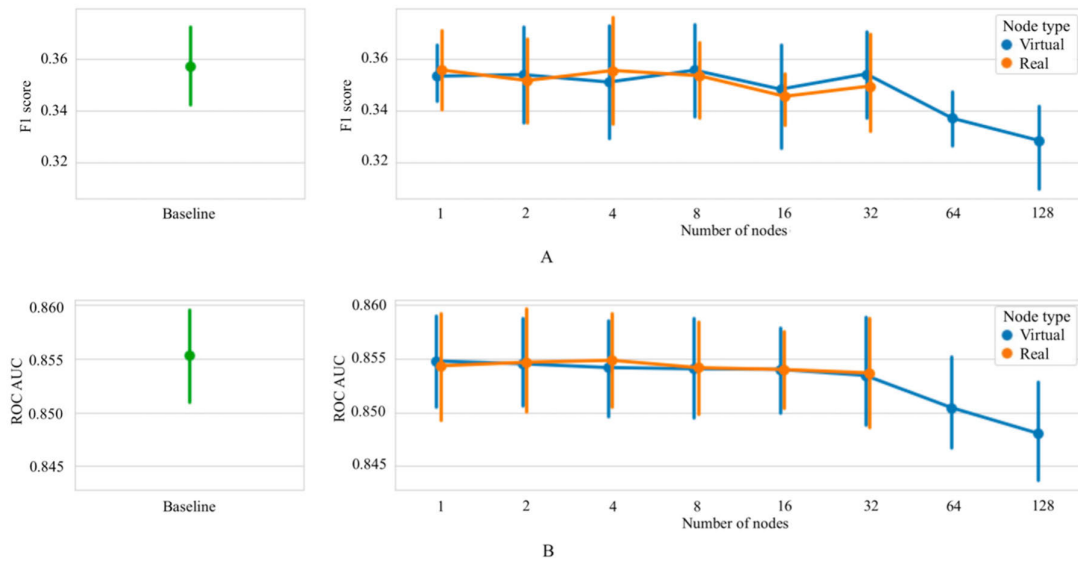 F1 score
0.36
0.34
0.32
Baseline
F1 score
0.36
0.34
0.32
Node type
Virtual
Real
1 2 4 8 16 32 64 128
Number of nodes
A
ROC AUC
0.860
0.855
0.850
0.845
Baseline
ROC AUC
0.860
0.855
0.850
0.845
Node type
Virtual
Real
1 2 4 8 16 32 64 128
Number of nodes
B